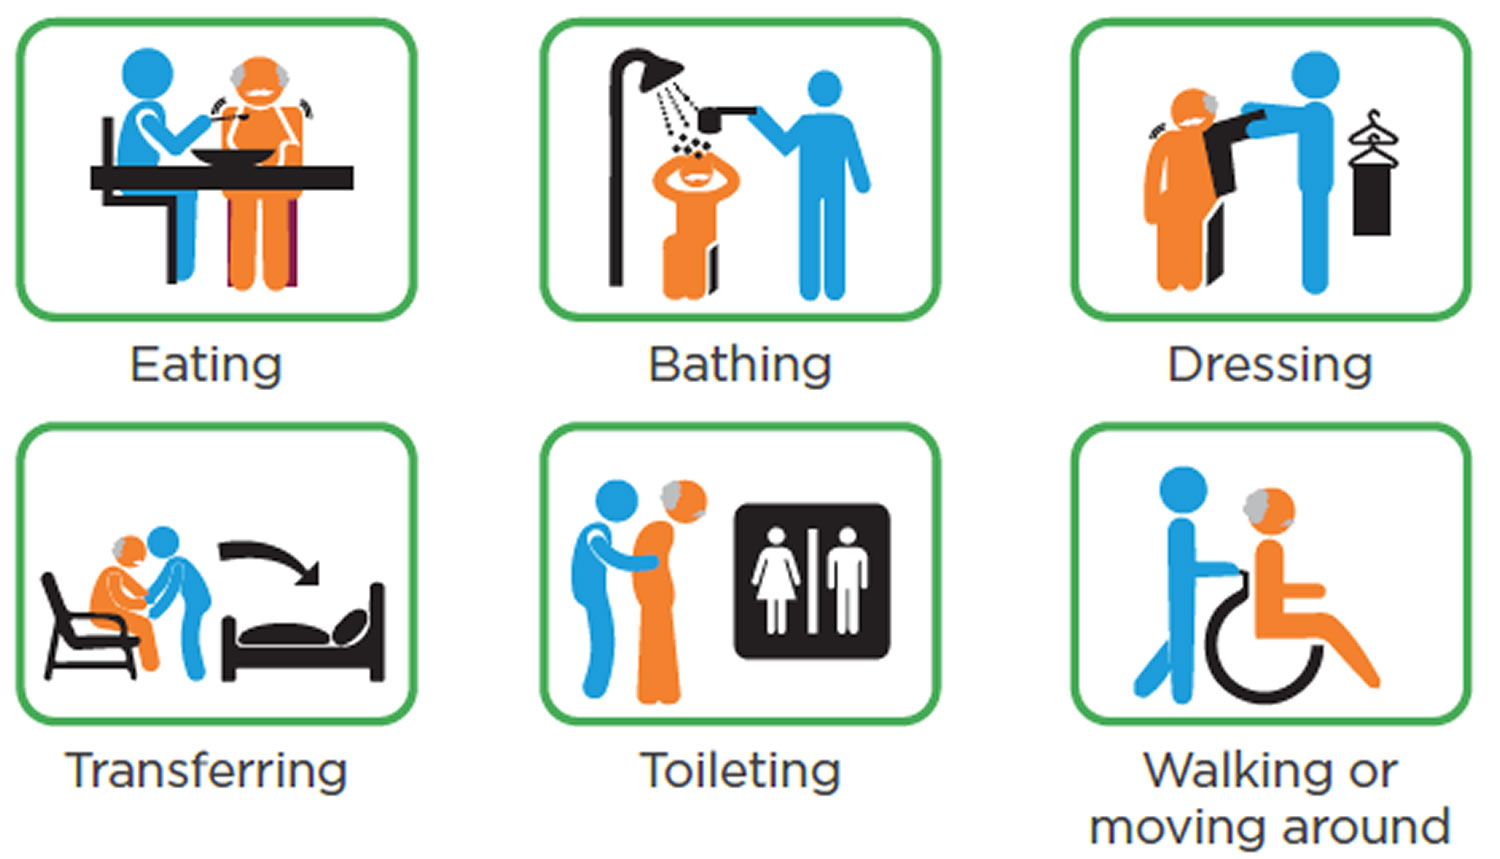 Eating
Bathing
Dressing
Transferring
Toileting
Walking or
moving around